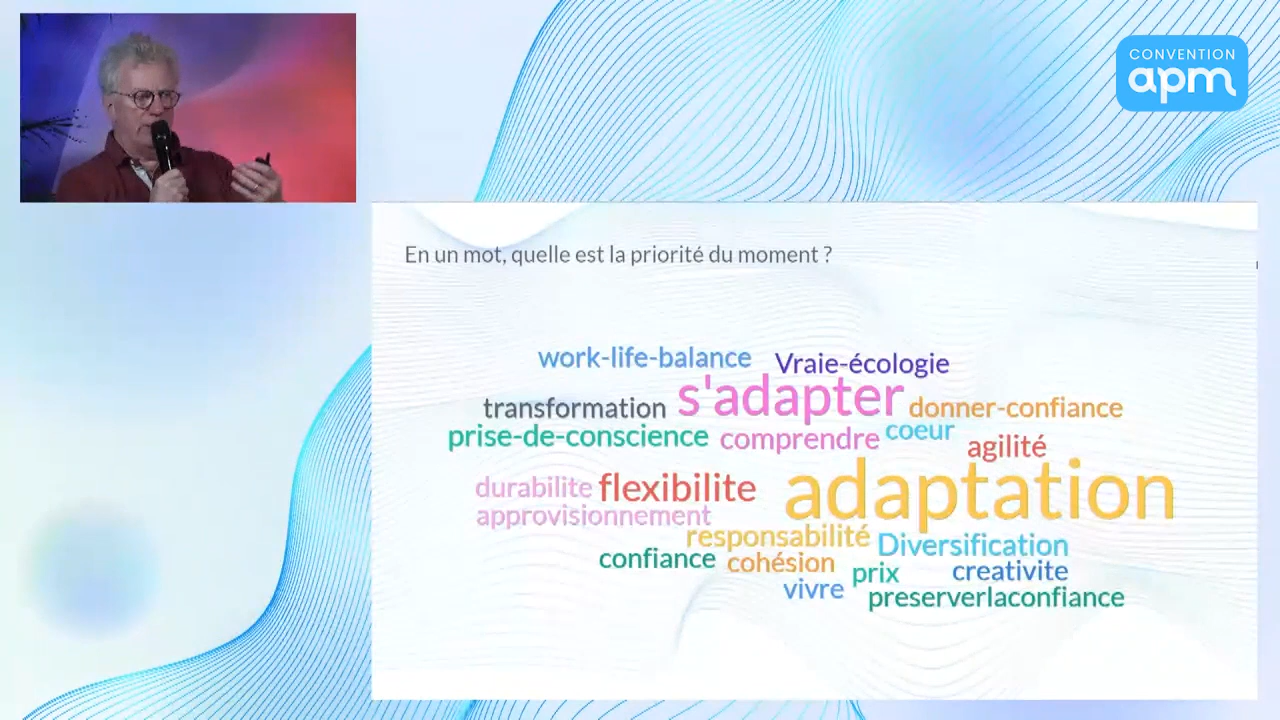 CONVENTION
apm
En un mot, quelle est la priorité du moment ?
work-life-balance Vraie-écologie
transformation s'adapter donner-confiance
prise-de-conscience comprendre coeur
agilité
durabilite flexibilite adaptation
approvisionnement
responsabilité Diversification
confiance cohésion prix creativite
vivre preserverlaconfiance